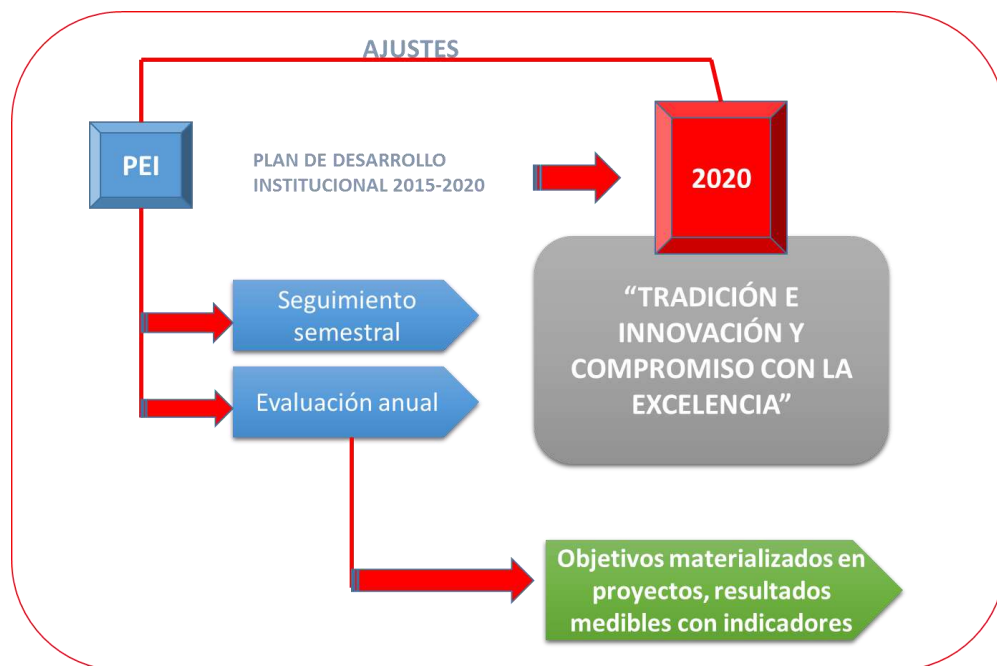 AJUSTES
PEI
PLAN DE DESARROLLO
INSTITUCIONAL 2015-2020
2020
“TRADICIÓN E
INNOVACIÓN Y
COMPROMISO CON LA
EXCELENCIA”
Seguimiento
semestral
Evaluación anual
Objetivos materializados en
proyectos, resultados
medibles con indicadores